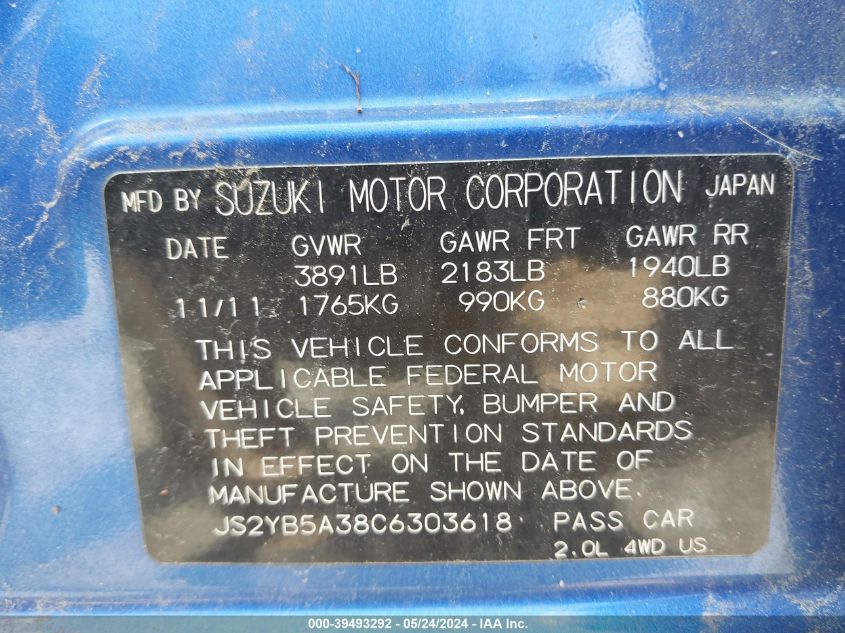 MFD BY SUZUKI MOTOR CORPORATION JAPAN
DATE GVWR GAWR FRT GAWR RR
3891LB 2183LB 1940LB
11/11 1765KG 990KG 880KG
THIS VEHICLE CONFORMS TO ALL
APPLICABLE FEDERAL MOTOR
VEHICLE SAFETY, BUMPER AND
THEFT PREVENTION STANDARDS
IN EFFECT ON THE DATE OF
MANUFACTURE SHOWN ABOVE.
JS2YB5A38C6303618 PASS CAR
2.0L 4WD US
000-39493292 - 05/24/2024 - IAA Inc.